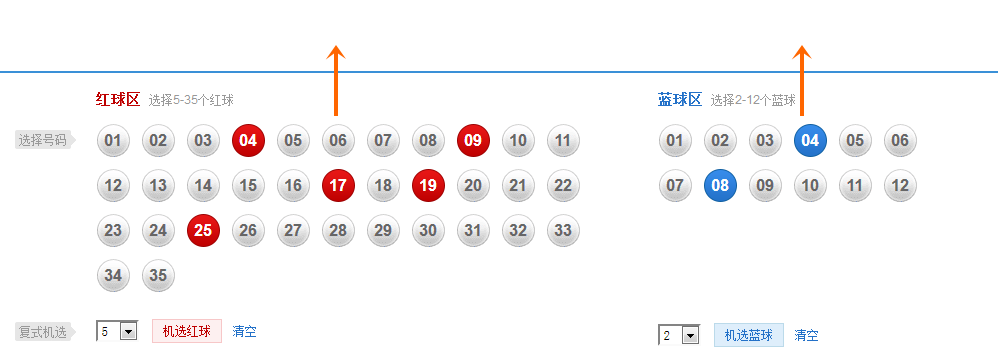 红球区 选择5-35个红球
选择号码
01 02 03 04 05 06 07 08 09 10 11
12 13 14 15 16 17 18 19 20 21 22
23 24 25 26 27 28 29 30 31 32 33
34 35
复式机选 5 机选红球 清空
蓝球区 选择2-12个蓝球
01 02 03 04 05 06
07 08 09 10 11 12
2 机选蓝球 清空